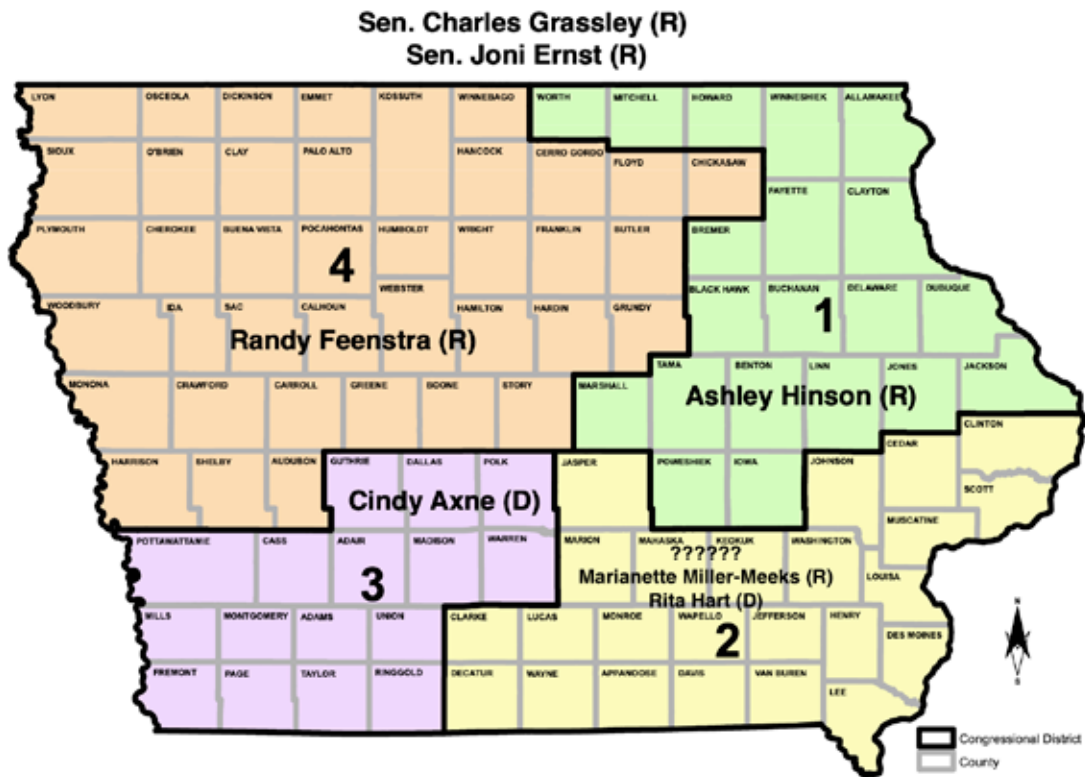 Sen. Charles Grassley (R)
Sen. Joni Ernst (R)
LYON OSCEOLA DICKINSON EMMET KOSSUTH WINNEBAGO WORTH MITCHELL HOWARD WINNESHIEK ALLAMAKEE
SIOUX O'BRIEN CLAY PALO ALTO HANCOCK CERRO GORDO FLOYD CHICKASAW
FAYETTE CLAYTON
PLYMOUTH CHEROKEE BUENA VISTA POCAHONTAS HUMBOLDT WRIGHT FRANKLIN BUTLER BREMER
4
WEBSTER
WOODBURY IDA SAC CALHOUN HAMILTON HARDIN GRUNDY BLACK HAWK BUCHANAN DELAWARE DUBUQUE
1
Randy Feenstra (R)
MONONA CRAWFORD CARROLL GREENE BOONE STORY MARSHALL TAMA BENTON LINN JONES JACKSON
Ashley Hinson (R)
HARRISON SHELBY AUDUBON GUTHRIE DALLAS POLK JASPER POWESHIEK IOWA JOHNSON CEDAR CLINTON
SCOTT
Cindy Axne (D)
MUSCATINE
POTTAWATTAMIE CASS ADAIR MADISON WARREN MARION MAHASKA KEOKUK WASHINGTON
??????
LOUISA
Marianette Miller-Meeks (R)
3
Rita Hart (D)
MILLS MONTGOMERY ADAMS UNION CLARKE LUCAS MONROE WAPELLO JEFFERSON HENRY DES MOINES
2
FREMONT PAGE TAYLOR RINGGOLD DECATUR WAYNE APPANOOSE DAVIS VAN BUREN LEE
N
S
Congressional District
County